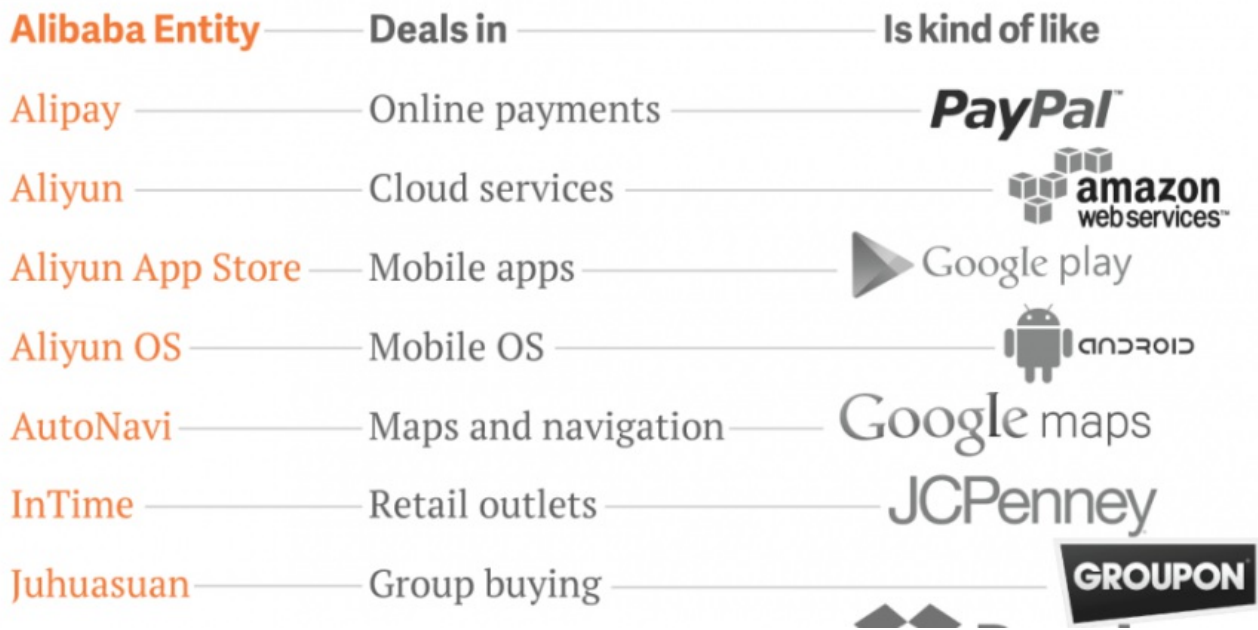 Alibaba Entity Deals in Is kind of like
Alipay Online payments PayPal™
Aliyun Cloud services amazon web services™
Aliyun App Store Mobile apps Google play
Aliyun OS Mobile OS ANDROID
AutoNavi Maps and navigation Google maps
InTime Retail outlets JCPenney
Juhuasuan Group buying GROUPON